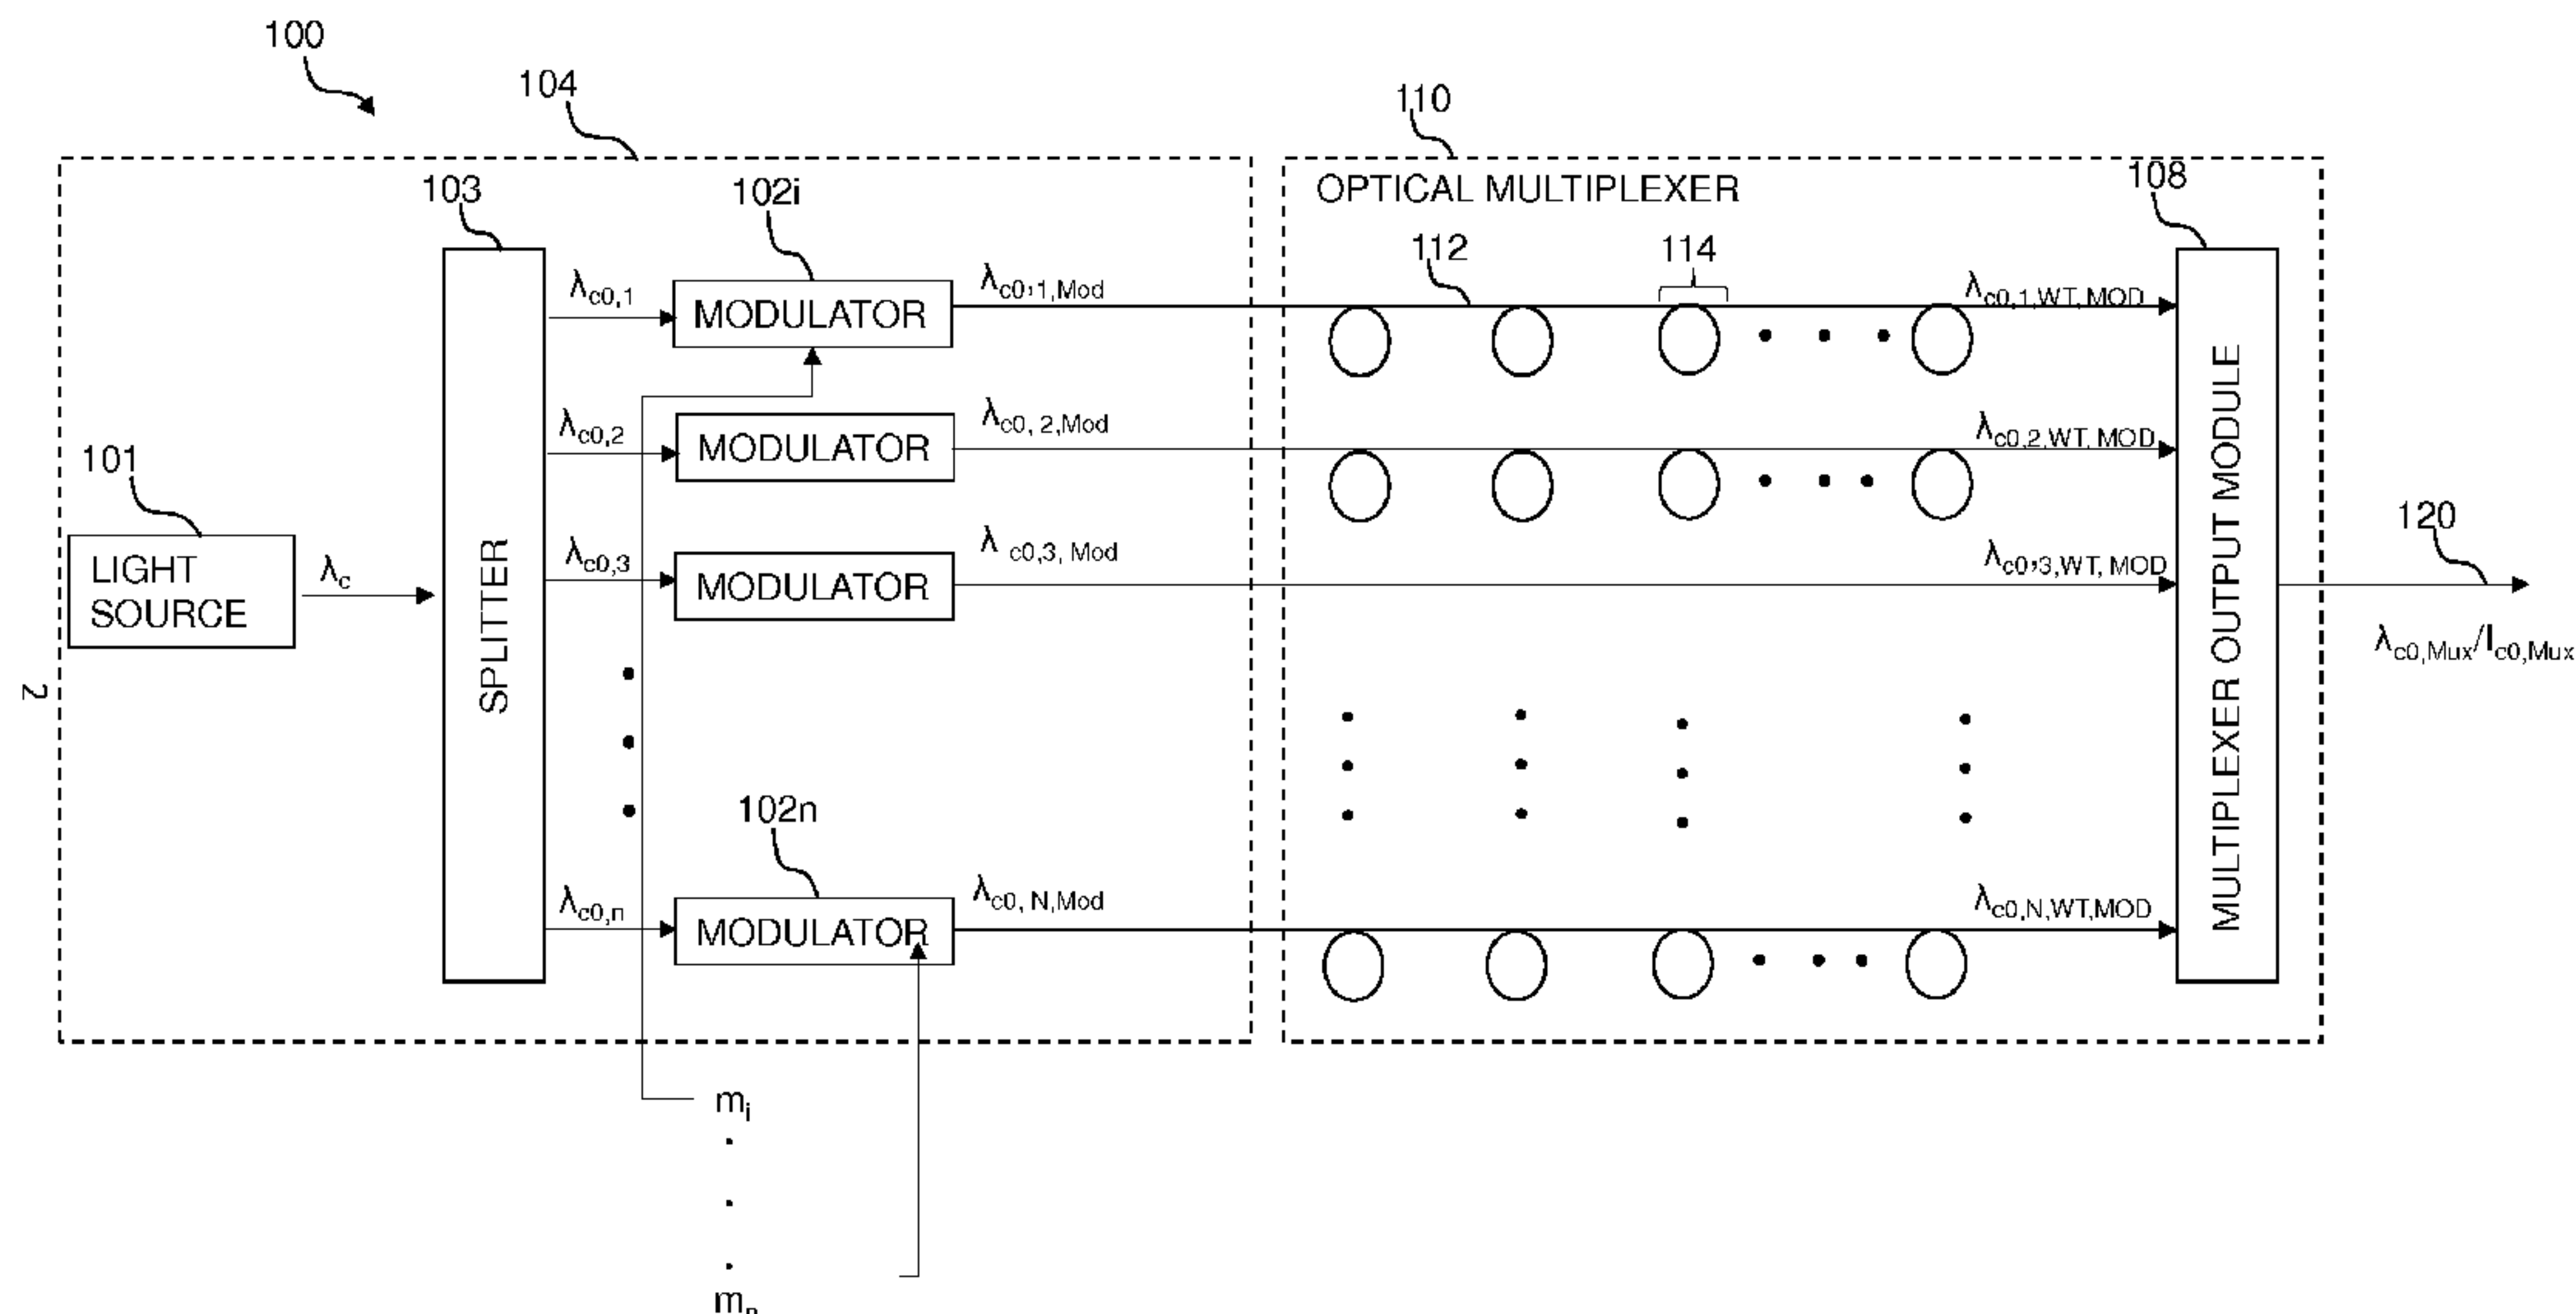 100
104
110
103
102i
OPTICAL MULTIPLEXER
108
112
114
λc0,1
MODULATOR
λc0,1,Mod
λc0,1,WT, MOD
λc0,2
MODULATOR
λc0, 2,Mod
λc0,2,WT, MOD
101
LIGHT
SOURCE
λc
SPLITTER
λc0,3
MODULATOR
λ c0,3, Mod
λc0,3,WT, MOD
MULTIPLEXER OUTPUT MODULE
120
λc0,Mux/Ic0,Mux
2
102n
λc0,n
MODULATOR
λc0, N,Mod
λc0,N,WT,MOD
mi
mn